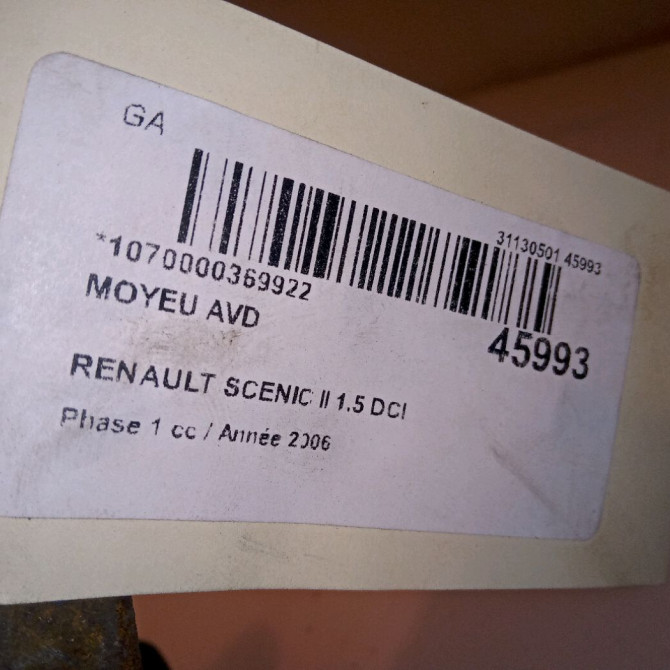 GA
31130501 45993
*1070000369922
45993
MOYEU AVD
RENAULT SCENIC II 1.5 DCI
Phase 1 cc / Année 2006